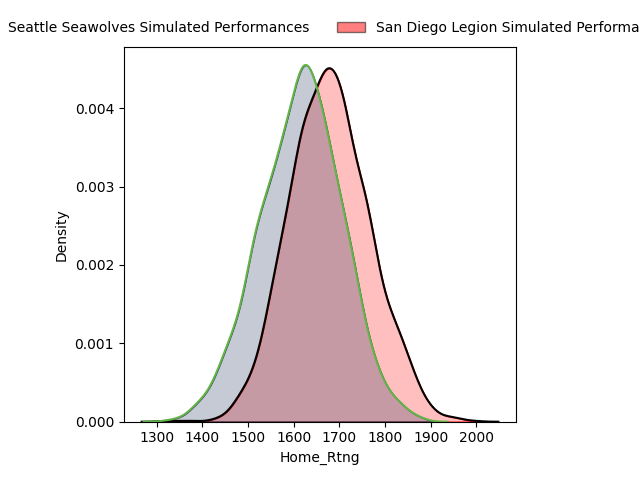 Seattle Seawolves Simulated Performances
San Diego Legion Simulated Performa
0.004
0.003
0.002
0.001
0.000
Density
1300 1400 1500 1600 1700 1800 1900 2000
Home_Rtng